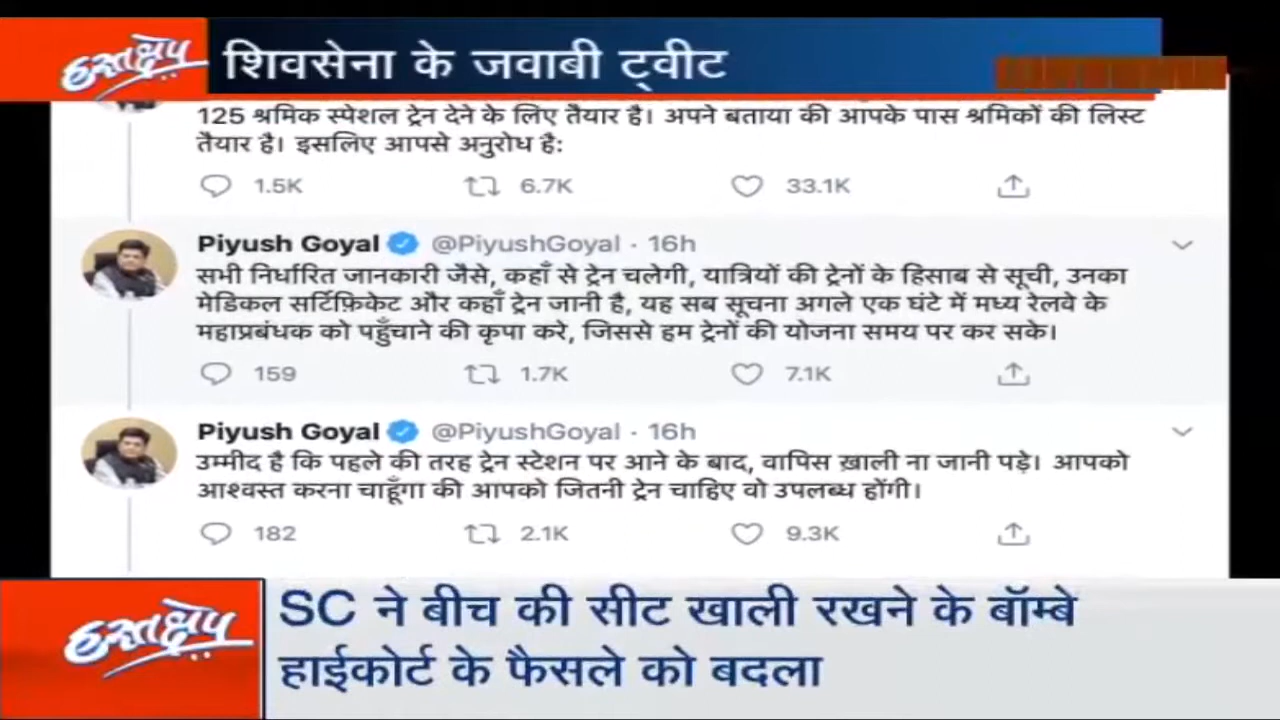 हस्तक्षेप
शिवसेना के जवाबी ट्वीट
125 श्रमिक स्पेशल ट्रेन देने के लिए तैयार है। अपने बताया की आपके पास श्रमिकों की लिस्ट
तैयार है। इसलिए आपसे अनुरोध है:
1.5K 6.7K 33.1K
Piyush Goyal @PiyushGoyal · 16h
सभी निर्धारित जानकारी जैसे, कहाँ से ट्रेन चलेगी, यात्रियों की ट्रेनों के हिसाब से सूची, उनका
मेडिकल सर्टिफ़िकेट और कहाँ ट्रेन जानी है, यह सब सूचना अगले एक घंटे में मध्य रेलवे के
महाप्रबंधक को पहुँचाने की कृपा करे, जिससे हम ट्रेनों की योजना समय पर कर सके।
159 1.7K 7.1K
Piyush Goyal @PiyushGoyal · 16h
उम्मीद है कि पहले की तरह ट्रेन स्टेशन पर आने के बाद, वापिस ख़ाली ना जानी पड़े। आपको
आश्वस्त करना चाहूँगा की आपको जितनी ट्रेन चाहिए वो उपलब्ध होंगी।
182 2.1K 9.3K
हस्तक्षेप
SC ने बीच की सीट खाली रखने के बॉम्बे
हाईकोर्ट के फैसले को बदला